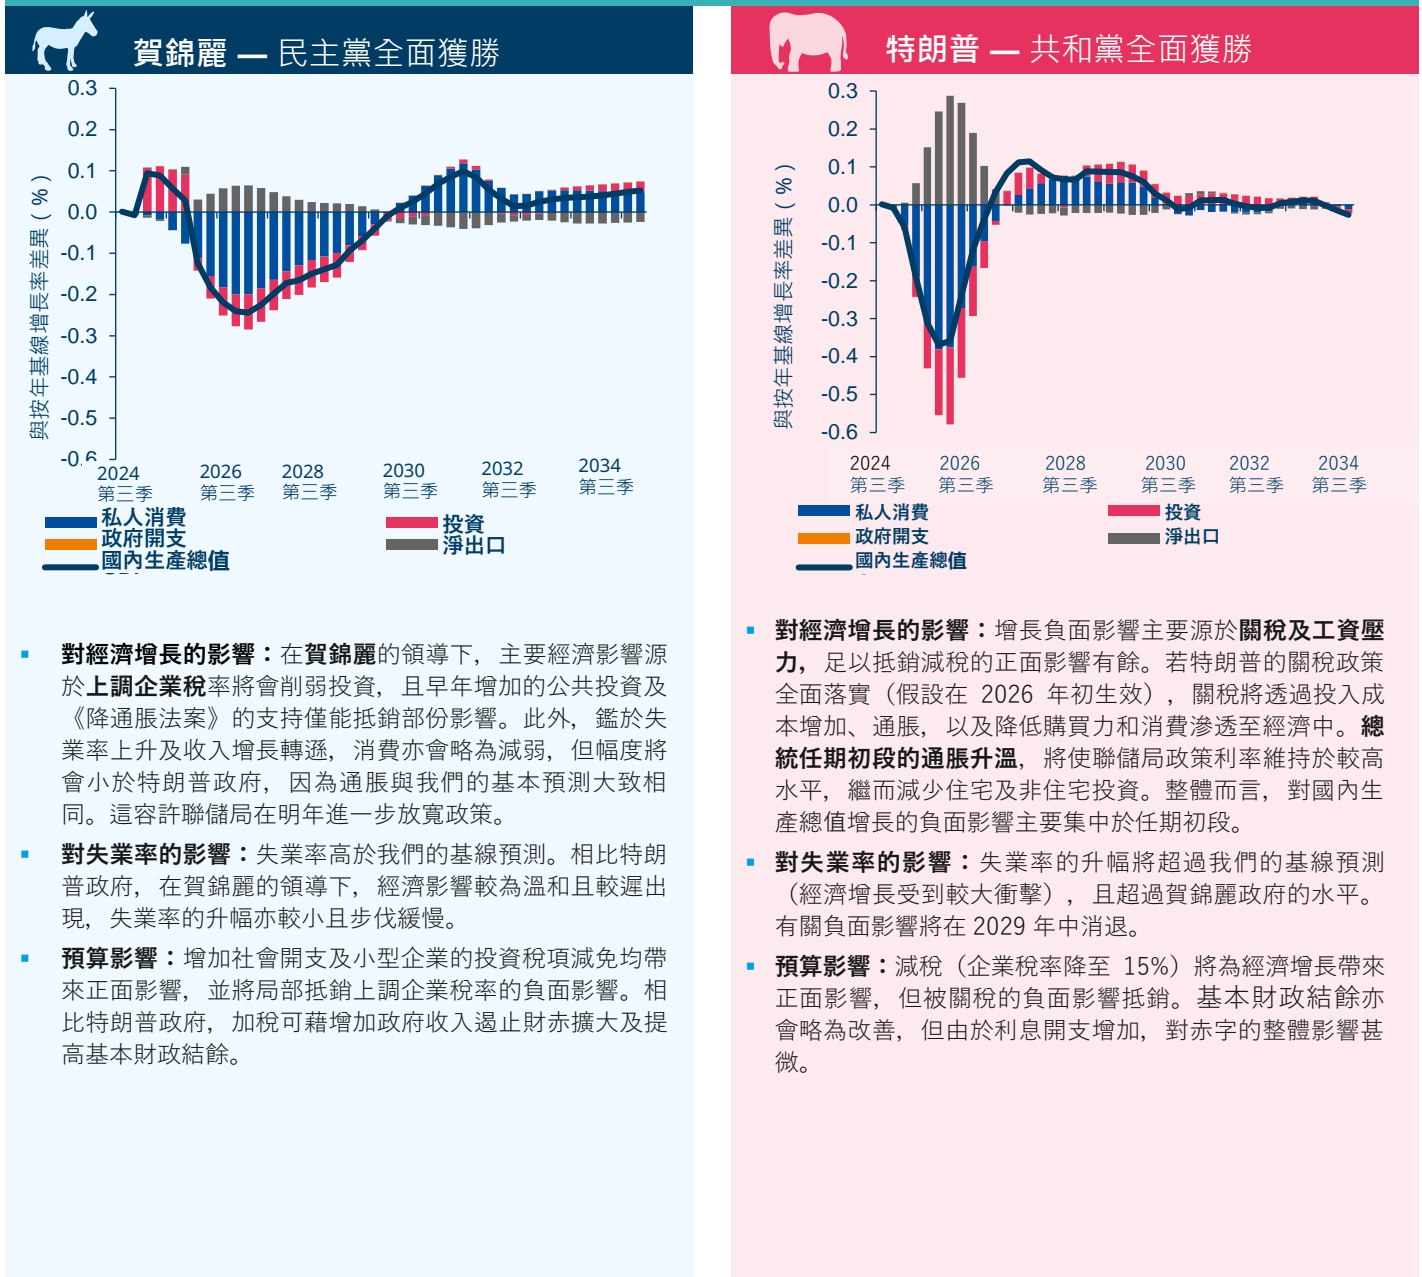 賀錦麗 — 民主黨全面獲勝
0.3
0.2
0.1
0.0
-0.1
-0.2
-0.3
-0.4
-0.5
-0.6
與按年基線增長率差異(%)
2024 第三季
2026 第三季
2028 第三季
2030 第三季
2032 第三季
2034 第三季
私人消費
投資
政府開支
淨出口
國內生產總值
▪ 對經濟增長的影響：在賀錦麗的領導下，主要經濟影響源
於上調企業稅率將會削弱投資，且早年增加的公共投資及
《降通脹法案》的支持僅能抵銷部份影響。此外，鑑於失
業率上升及收入增長轉遜，消費亦會略為減弱，但幅度將
會小於特朗普政府，因為通脹與我們的基本預測大致相
同。這容許聯儲局在明年進一步放寬政策。
▪ 對失業率的影響：失業率高於我們的基線預測。相比特朗
普政府，在賀錦麗的領導下，經濟影響較為溫和且較遲出
現，失業率的升幅亦較小且步伐緩慢。
▪ 預算影響：增加社會開支及小型企業的投資稅項減免均帶
來正面影響，並將局部抵銷上調企業稅率的負面影響。相
比特朗普政府，加稅可藉增加政府收入遏止財赤擴大及提
高基本財政結餘。
特朗普 — 共和黨全面獲勝
0.3
0.2
0.1
0.0
-0.1
-0.2
-0.3
-0.4
-0.5
-0.6
與按年基線增長率差異(%)
2024 第三季
2026 第三季
2028 第三季
2030 第三季
2032 第三季
2034 第三季
私人消費
投資
政府開支
淨出口
國內生產總值
▪ 對經濟增長的影響：增長負面影響主要源於關稅及工資壓
力，足以抵銷減稅的正面影響有餘。若特朗普的關稅政策
全面落實（假設在 2026 年初生效），關稅將透過投入成
本增加、通脹，以及降低購買力和消費滲透至經濟中。總
統任期初段的通脹升溫，將使聯儲局政策利率維持於較高
水平，繼而減少住宅及非住宅投資。整體而言，對國內生
產總值增長的負面影響主要集中於任期初段。
▪ 對失業率的影響：失業率的升幅將超過我們的基線預測
（經濟增長受到較大衝擊），且超過賀錦麗政府的水平。
有關負面影響將在 2029 年中消退。
▪ 預算影響：減稅（企業稅率降至 15%）將為經濟增長帶來
正面影響，但被關稅的負面影響抵銷。基本財政結餘亦
會略為改善，但由於利息開支增加，對赤字的整體影響甚
微。